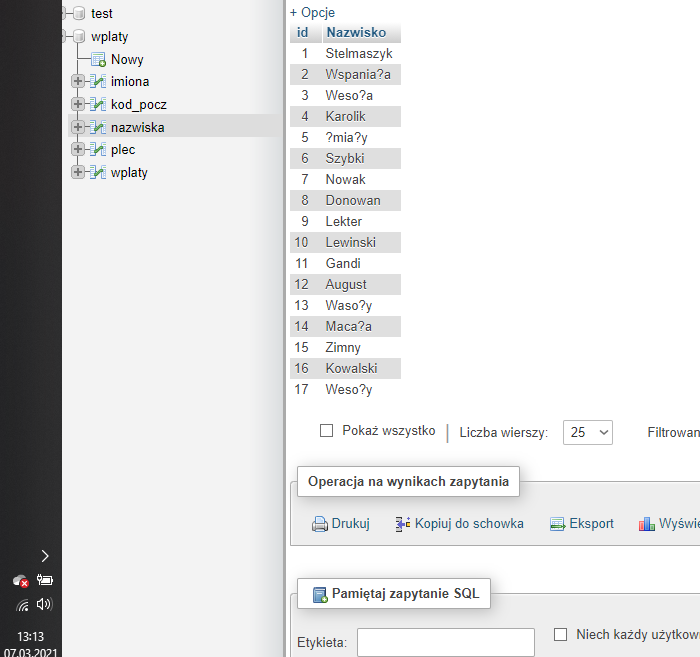 test
wplaty
Nowy
imiona
kod_pocz
nazwiska
plec
wplaty
13:13
07.03.2021
+ Opcje
id Nazwisko
1 Stelmaszyk
2 Wspania?a
3 Weso?a
4 Karolik
5 ?mia?y
6 Szybki
7 Nowak
8 Donowan
9 Lekter
10 Lewinski
11 Gandi
12 August
13 Waso?y
14 Maca?a
15 Zimny
16 Kowalski
17 Weso?y
Pokaż wszystko | Liczba wierszy: 25 Filtrowan
Operacja na wynikach zapytania
Drukuj Kopiuj do schowka Eksport Wyświe
Pamiętaj zapytanie SQL
Etykieta: Niech każdy użytkow